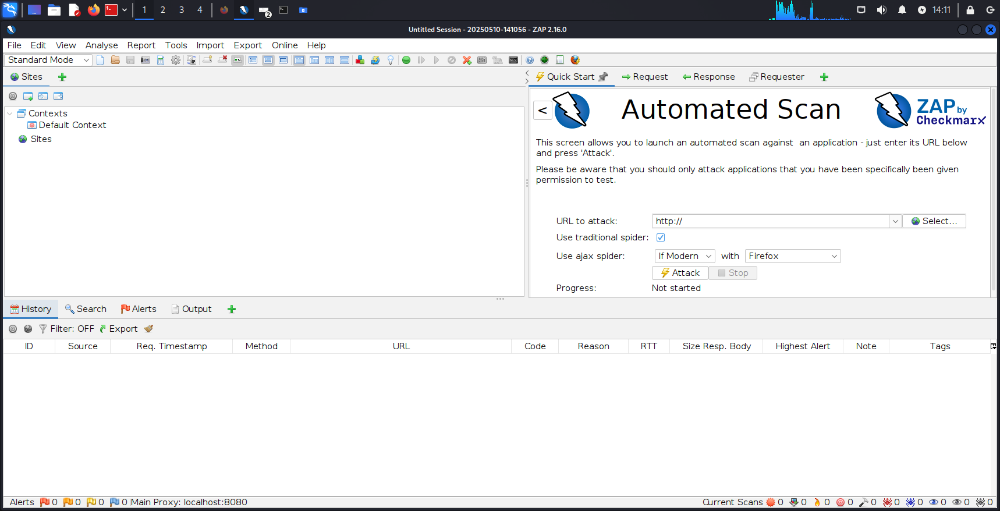 1 2 3 4 2 14:11
Untitled Session - 20250510-141056 - ZAP 2.16.0
File Edit View Analyse Report Tools Import Export Online Help
Standard Mode
Sites
Quick Start Request Response Requester
<
Automated Scan
ZAP by
Checkmarx
Contexts
Default Context
Sites
This screen allows you to launch an automated scan against  an application - just enter its URL below
and press 'Attack'.
Please be aware that you should only attack applications that you have been specifically been given
permission to test.
URL to attack: http:// Select...
Use traditional spider:
Use ajax spider: If Modern with Firefox
Attack Stop
Progress: Not started
History Search Alerts Output
Filter: OFF Export
ID Source Req. Timestamp Method URL Code Reason RTT Size Resp. Body Highest Alert Note Tags
Alerts 0 0 0 0 Main Proxy: localhost:8080 Current Scans 0 0 0 0 0 0 0 0 0 0